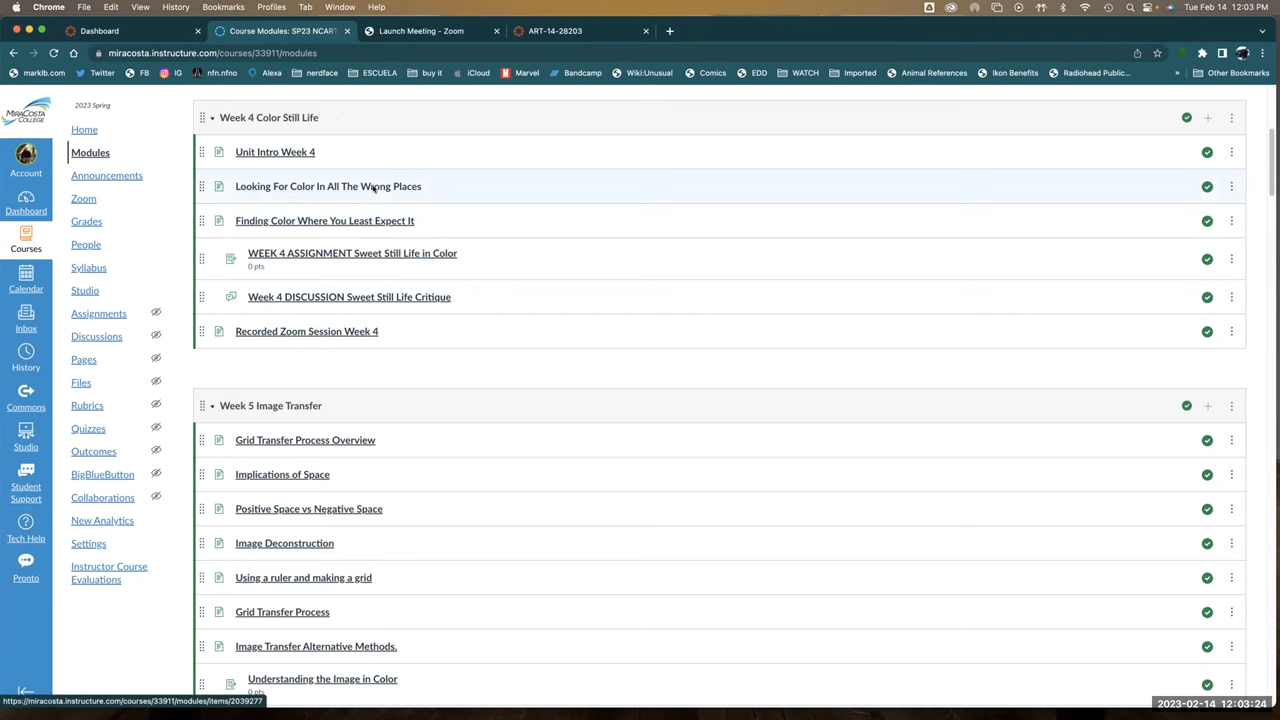 Chrome File Edit View History Bookmarks Profiles Tab Window Help
Tue Feb 14 12:03 PM
Dashboard
Course Modules: SP23 NCART
Launch Meeting - Zoom
ART-14-28203
miracosta.instructure.com/courses/33911/modules
marklb.com Twitter FB IG nfn.nfno Alexa nerdface ESCUELA buy it iCloud Marvel Bandcamp Wiki:Unusual Comics EDD WATCH Imported Animal References Ikon Benefits Radiohead Public... » Other Bookmarks
MIRACOSTA COLLEGE
Account
Dashboard
Courses
Calendar
Inbox
History
Commons
Studio
Student Support
Tech Help
Pronto
2023 Spring
Home
Modules
Announcements
Zoom
Grades
People
Syllabus
Studio
Assignments
Discussions
Pages
Files
Rubrics
Quizzes
Outcomes
BigBlueButton
Collaborations
New Analytics
Settings
Instructor Course
Evaluations
Week 4 Color Still Life
Unit Intro Week 4
Looking For Color In All The Wrong Places
Finding Color Where You Least Expect It
WEEK 4 ASSIGNMENT Sweet Still Life in Color
0 pts
Week 4 DISCUSSION Sweet Still Life Critique
Recorded Zoom Session Week 4
Week 5 Image Transfer
Grid Transfer Process Overview
Implications of Space
Positive Space vs Negative Space
Image Deconstruction
Using a ruler and making a grid
Grid Transfer Process
Image Transfer Alternative Methods.
Understanding the Image in Color
0 pts
https://miracosta.instructure.com/courses/33911/modules/items/2039277
2023-02-14 12:03:24